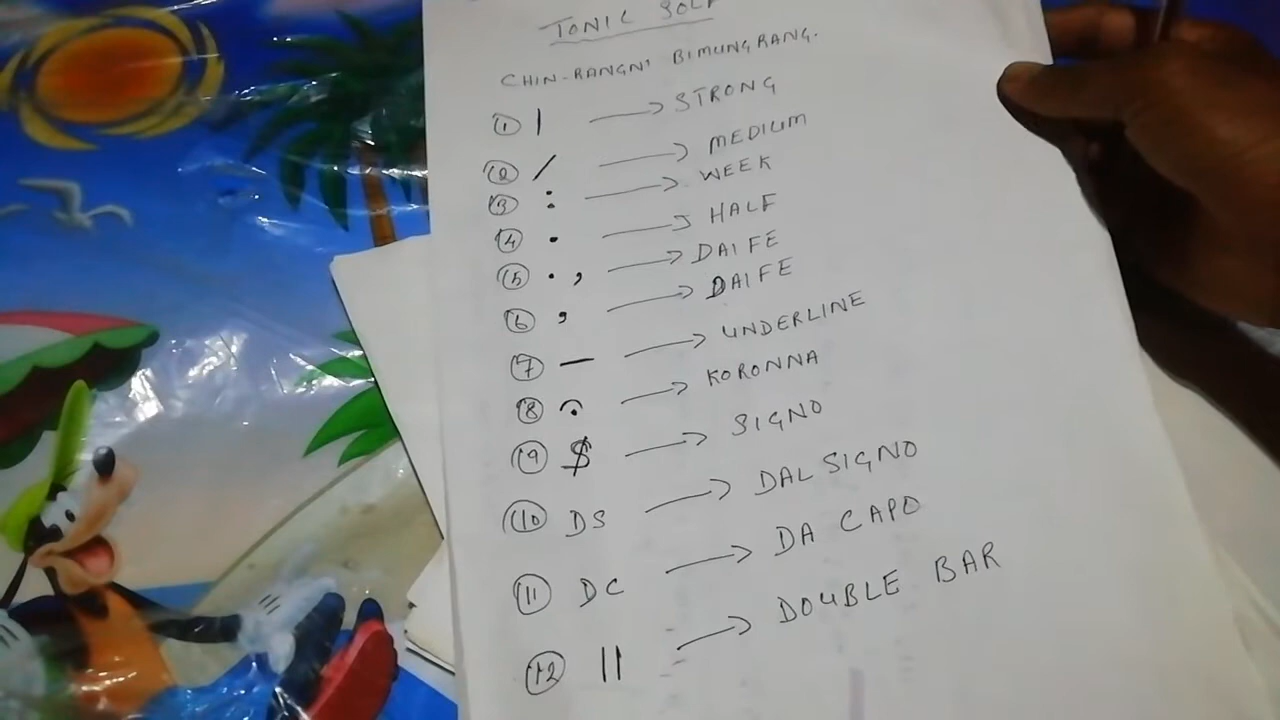 TONIC SOLF
CHIN-RANGNI BIMUNGRANG.
① | → STRONG
② / → MEDIUM
③ : → WEEK
④ . → HALF
⑤ ., → DAIFE
⑥ , → DAIFE
⑦ — → UNDERLINE
⑧ 𝄐 → KORONNA
⑨ $ → SIGNO
⑩ DS → DAL SIGNO
⑪ DC → DA CAPO
⑫ || → DOUBLE BAR